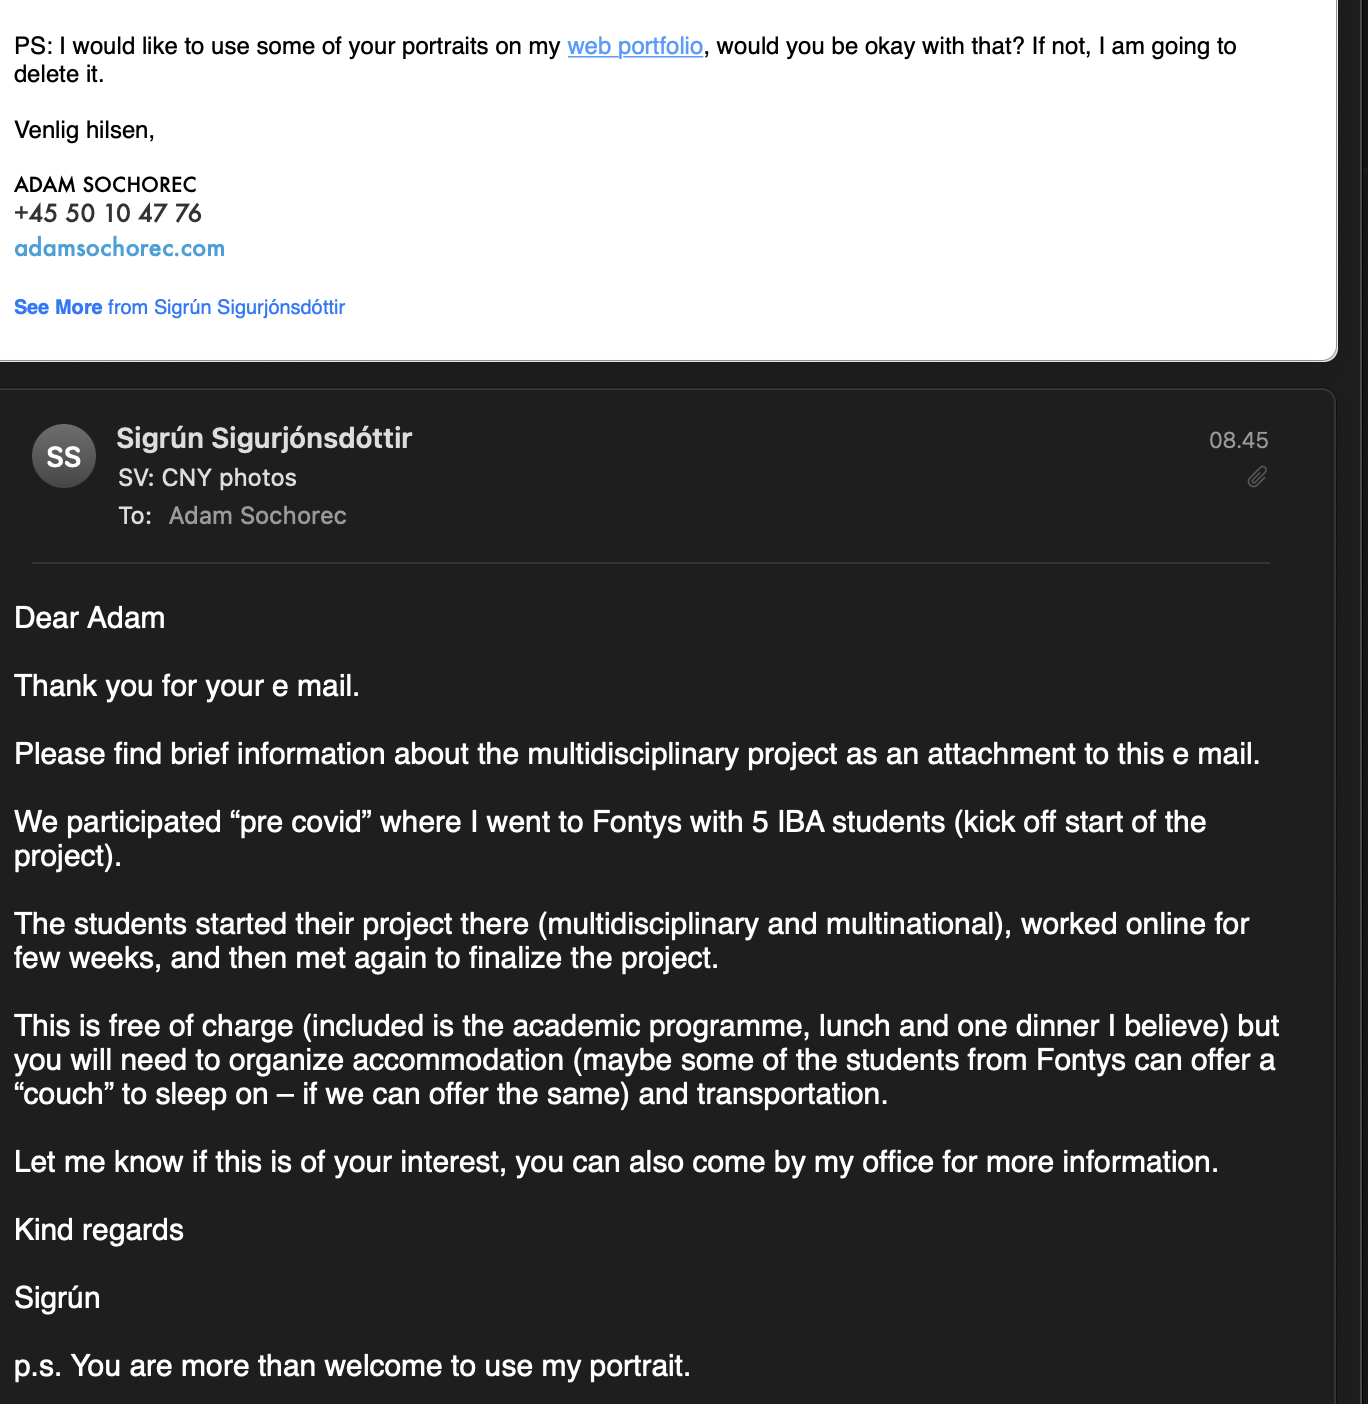 PS: I would like to use some of your portraits on my web portfolio, would you be okay with that? If not, I am going to
delete it.
Venlig hilsen,
ADAM SOCHOREC
+45 50 10 47 76
adamsochorec.com
See More from Sigrún Sigurjónsdóttir
SS
Sigrún Sigurjónsdóttir
08.45
SV: CNY photos
To: Adam Sochorec
Dear Adam
Thank you for your e mail.
Please find brief information about the multidisciplinary project as an attachment to this e mail.
We participated “pre covid” where I went to Fontys with 5 IBA students (kick off start of the
project).
The students started their project there (multidisciplinary and multinational), worked online for
few weeks, and then met again to finalize the project.
This is free of charge (included is the academic programme, lunch and one dinner I believe) but
you will need to organize accommodation (maybe some of the students from Fontys can offer a
“couch” to sleep on – if we can offer the same) and transportation.
Let me know if this is of your interest, you can also come by my office for more information.
Kind regards
Sigrún
p.s. You are more than welcome to use my portrait.